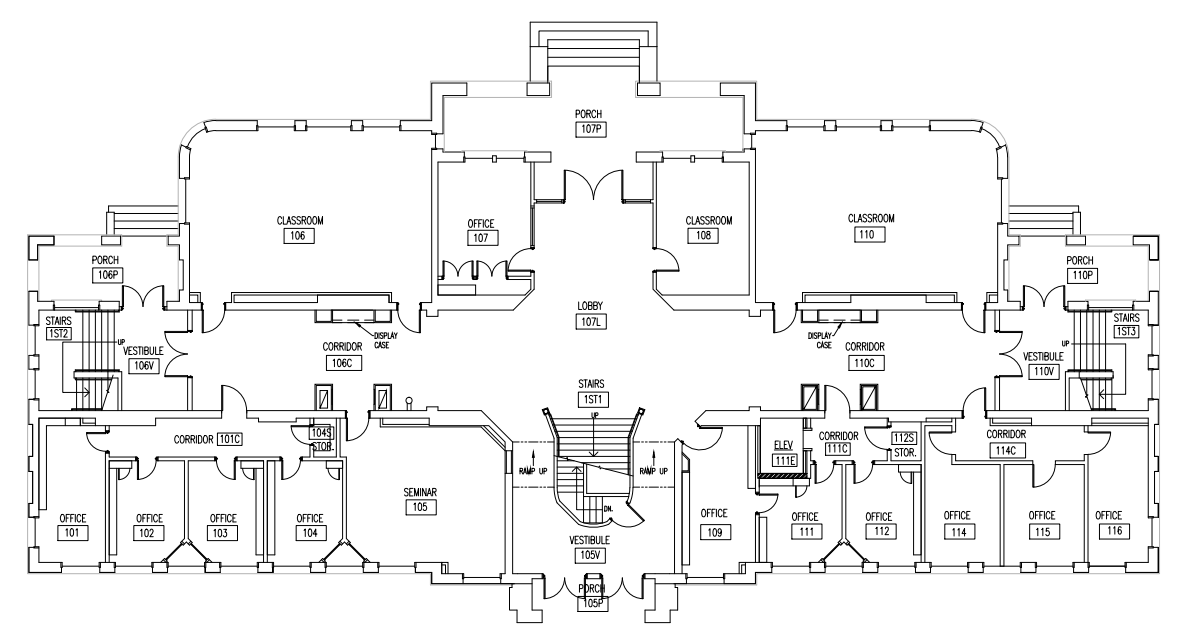 PORCH
107P
CLASSROOM
106
OFFICE
107
CLASSROOM
108
CLASSROOM
110
PORCH
106P
PORCH
110P
STAIRS
1ST2
UP
VESTIBULE
106V
DISPLAY
CASE
CORRIDOR
106C
LOBBY
107L
DISPLAY
CASE
CORRIDOR
110C
STAIRS
1ST3
UP
VESTIBULE
110V
STAIRS
1ST1
UP
CORRIDOR 101C
104S
STOR.
RAMP UP
RAMP UP
DN.
ELEV
111E
CORRIDOR
111C
112S
STOR.
CORRIDOR
114C
SEMINAR
105
OFFICE
101
OFFICE
102
OFFICE
103
OFFICE
104
VESTIBULE
105V
OFFICE
109
OFFICE
111
OFFICE
112
OFFICE
114
OFFICE
115
OFFICE
116
PORCH
105P